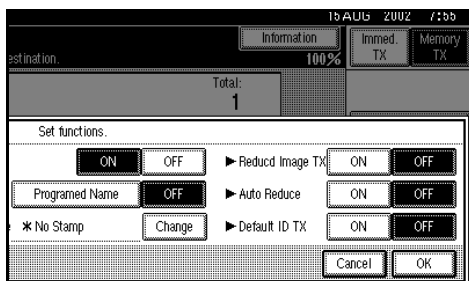 15 AUG 2002 7:55
Information
Immed. TX
Memory TX
estination.
100%
Total:
1
Set functions.
ON OFF ► Reducd Image TX ON OFF
Programed Name OFF ► Auto Reduce ON OFF
e ✱ No Stamp Change ► Default ID TX ON OFF
Cancel OK